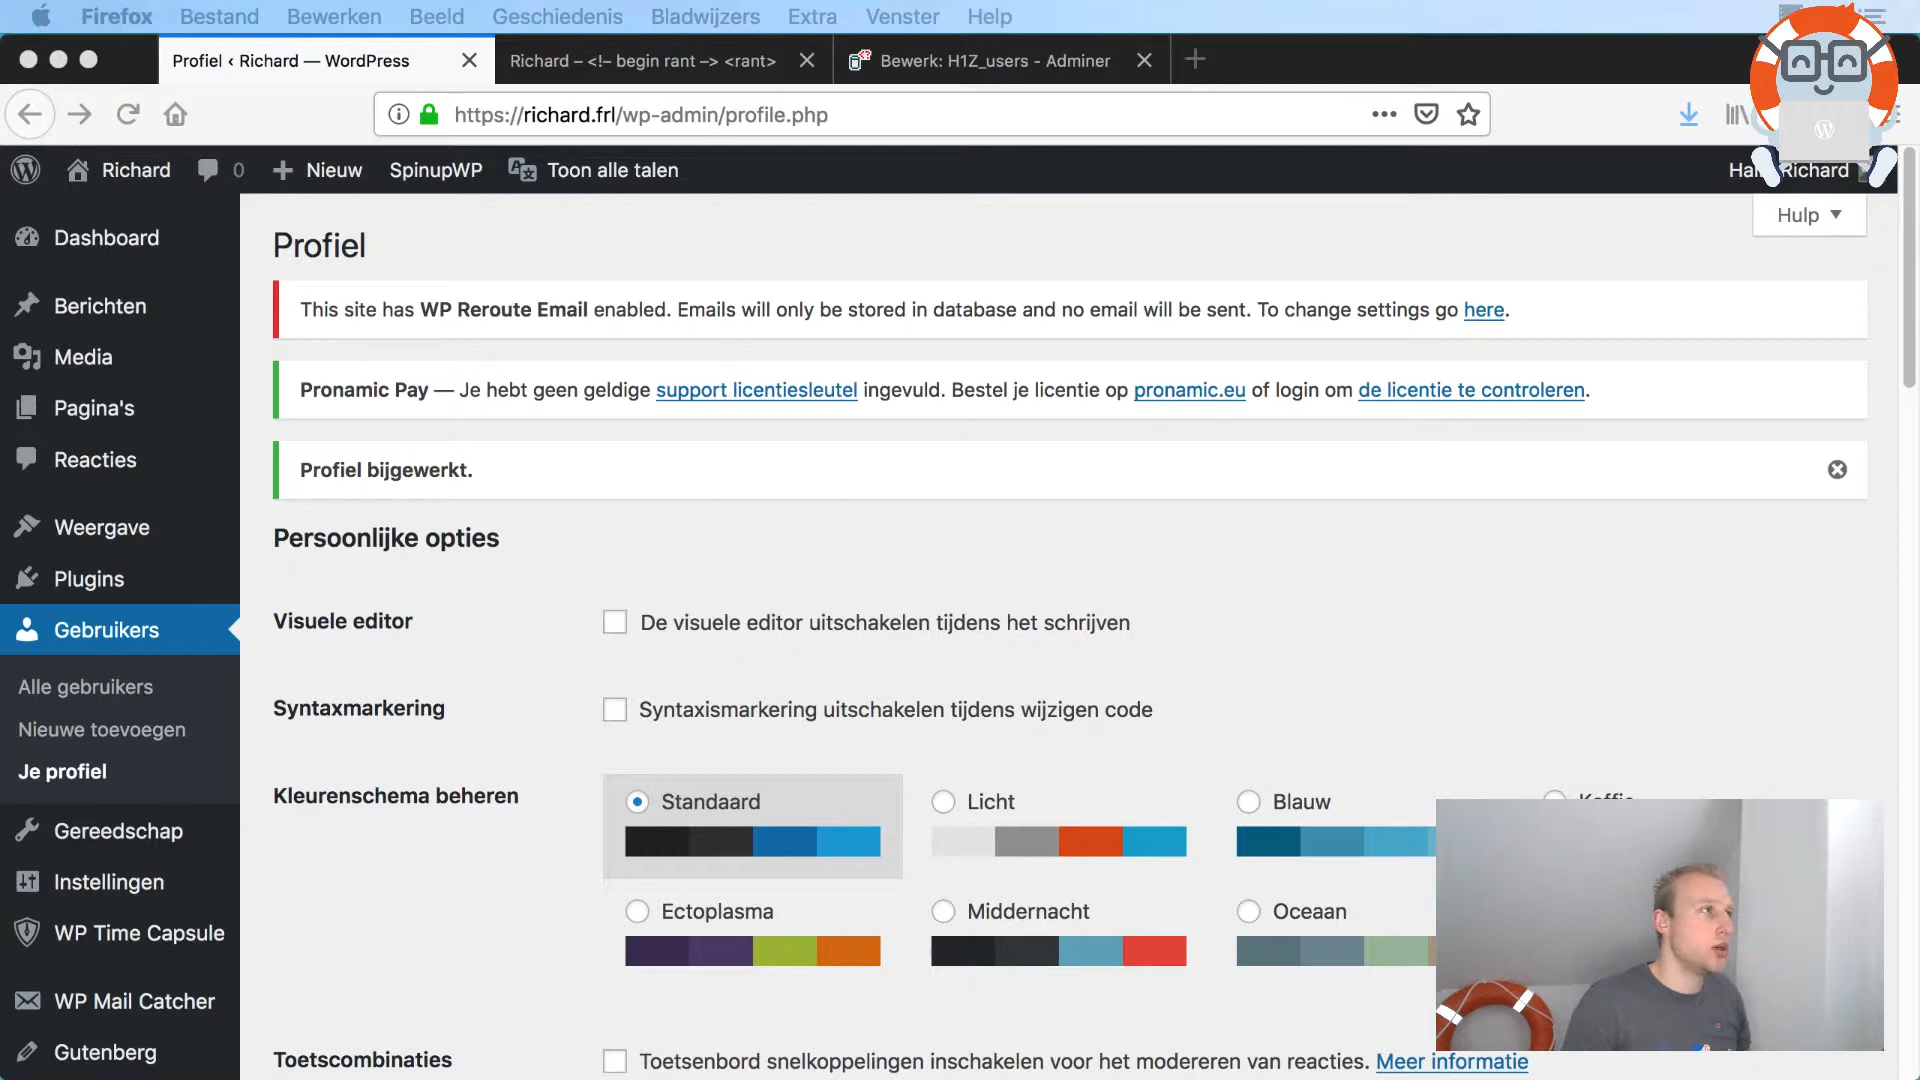 Firefox Bestand Bewerken Beeld Geschiedenis Bladwijzers Extra Venster Help
Profiel ‹ Richard — WordPress
Richard – <!– begin rant –> <rant>
Bewerk: H1Z_users - Adminer
https://richard.frl/wp-admin/profile.php
Richard 0 Nieuw SpinupWP Toon alle talen
Richard
Hulp
Dashboard
Berichten
Media
Pagina's
Reacties
Weergave
Plugins
Gebruikers
Alle gebruikers
Nieuwe toevoegen
Je profiel
Gereedschap
Instellingen
WP Time Capsule
WP Mail Catcher
Gutenberg
Profiel
This site has WP Reroute Email enabled. Emails will only be stored in database and no email will be sent. To change settings go here.
Pronamic Pay — Je hebt geen geldige support licentiesleutel ingevuld. Bestel je licentie op pronamic.eu of login om de licentie te controleren.
Profiel bijgewerkt.
Persoonlijke opties
Visuele editor
De visuele editor uitschakelen tijdens het schrijven
Syntaxmarkering
Syntaxismarkering uitschakelen tijdens wijzigen code
Kleurenschema beheren
Standaard
Licht
Blauw
Ectoplasma
Middernacht
Oceaan
Toetscombinaties
Toetsenbord snelkoppelingen inschakelen voor het modereren van reacties. Meer informatie